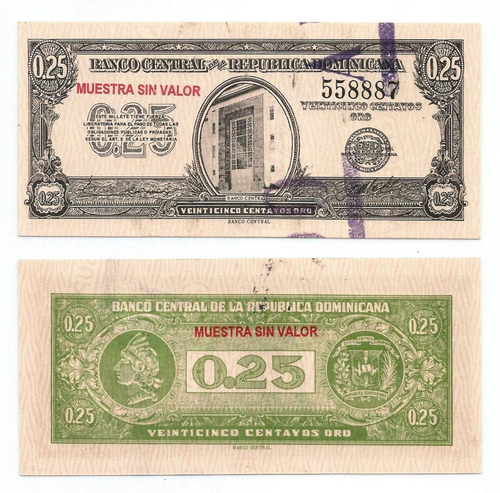 0.25
BANCO CENTRAL DE LA REPUBLICA DOMINICANA
0.25
MUESTRA SIN VALOR
558887
ESTE BILLETE TIENE FUERZA
LIBERATORIA PARA EL PAGO DE TODAS LAS
OBLIGACIONES PUBLICAS O PRIVADAS
SEGUN EL ART. 5 DE LA LEY MONETARIA
0.25
VEINTICINCO CENTAVOS
ORO
BANCO CENTRAL
0.25
VEINTICINCO CENTAVOS ORO
0.25
BANCO CENTRAL
BANCO CENTRAL DE LA REPUBLICA DOMINICANA
0.25
MUESTRA SIN VALOR
0.25
0.25
0.25
VEINTICINCO CENTAVOS ORO
0.25
BANCO CENTRAL